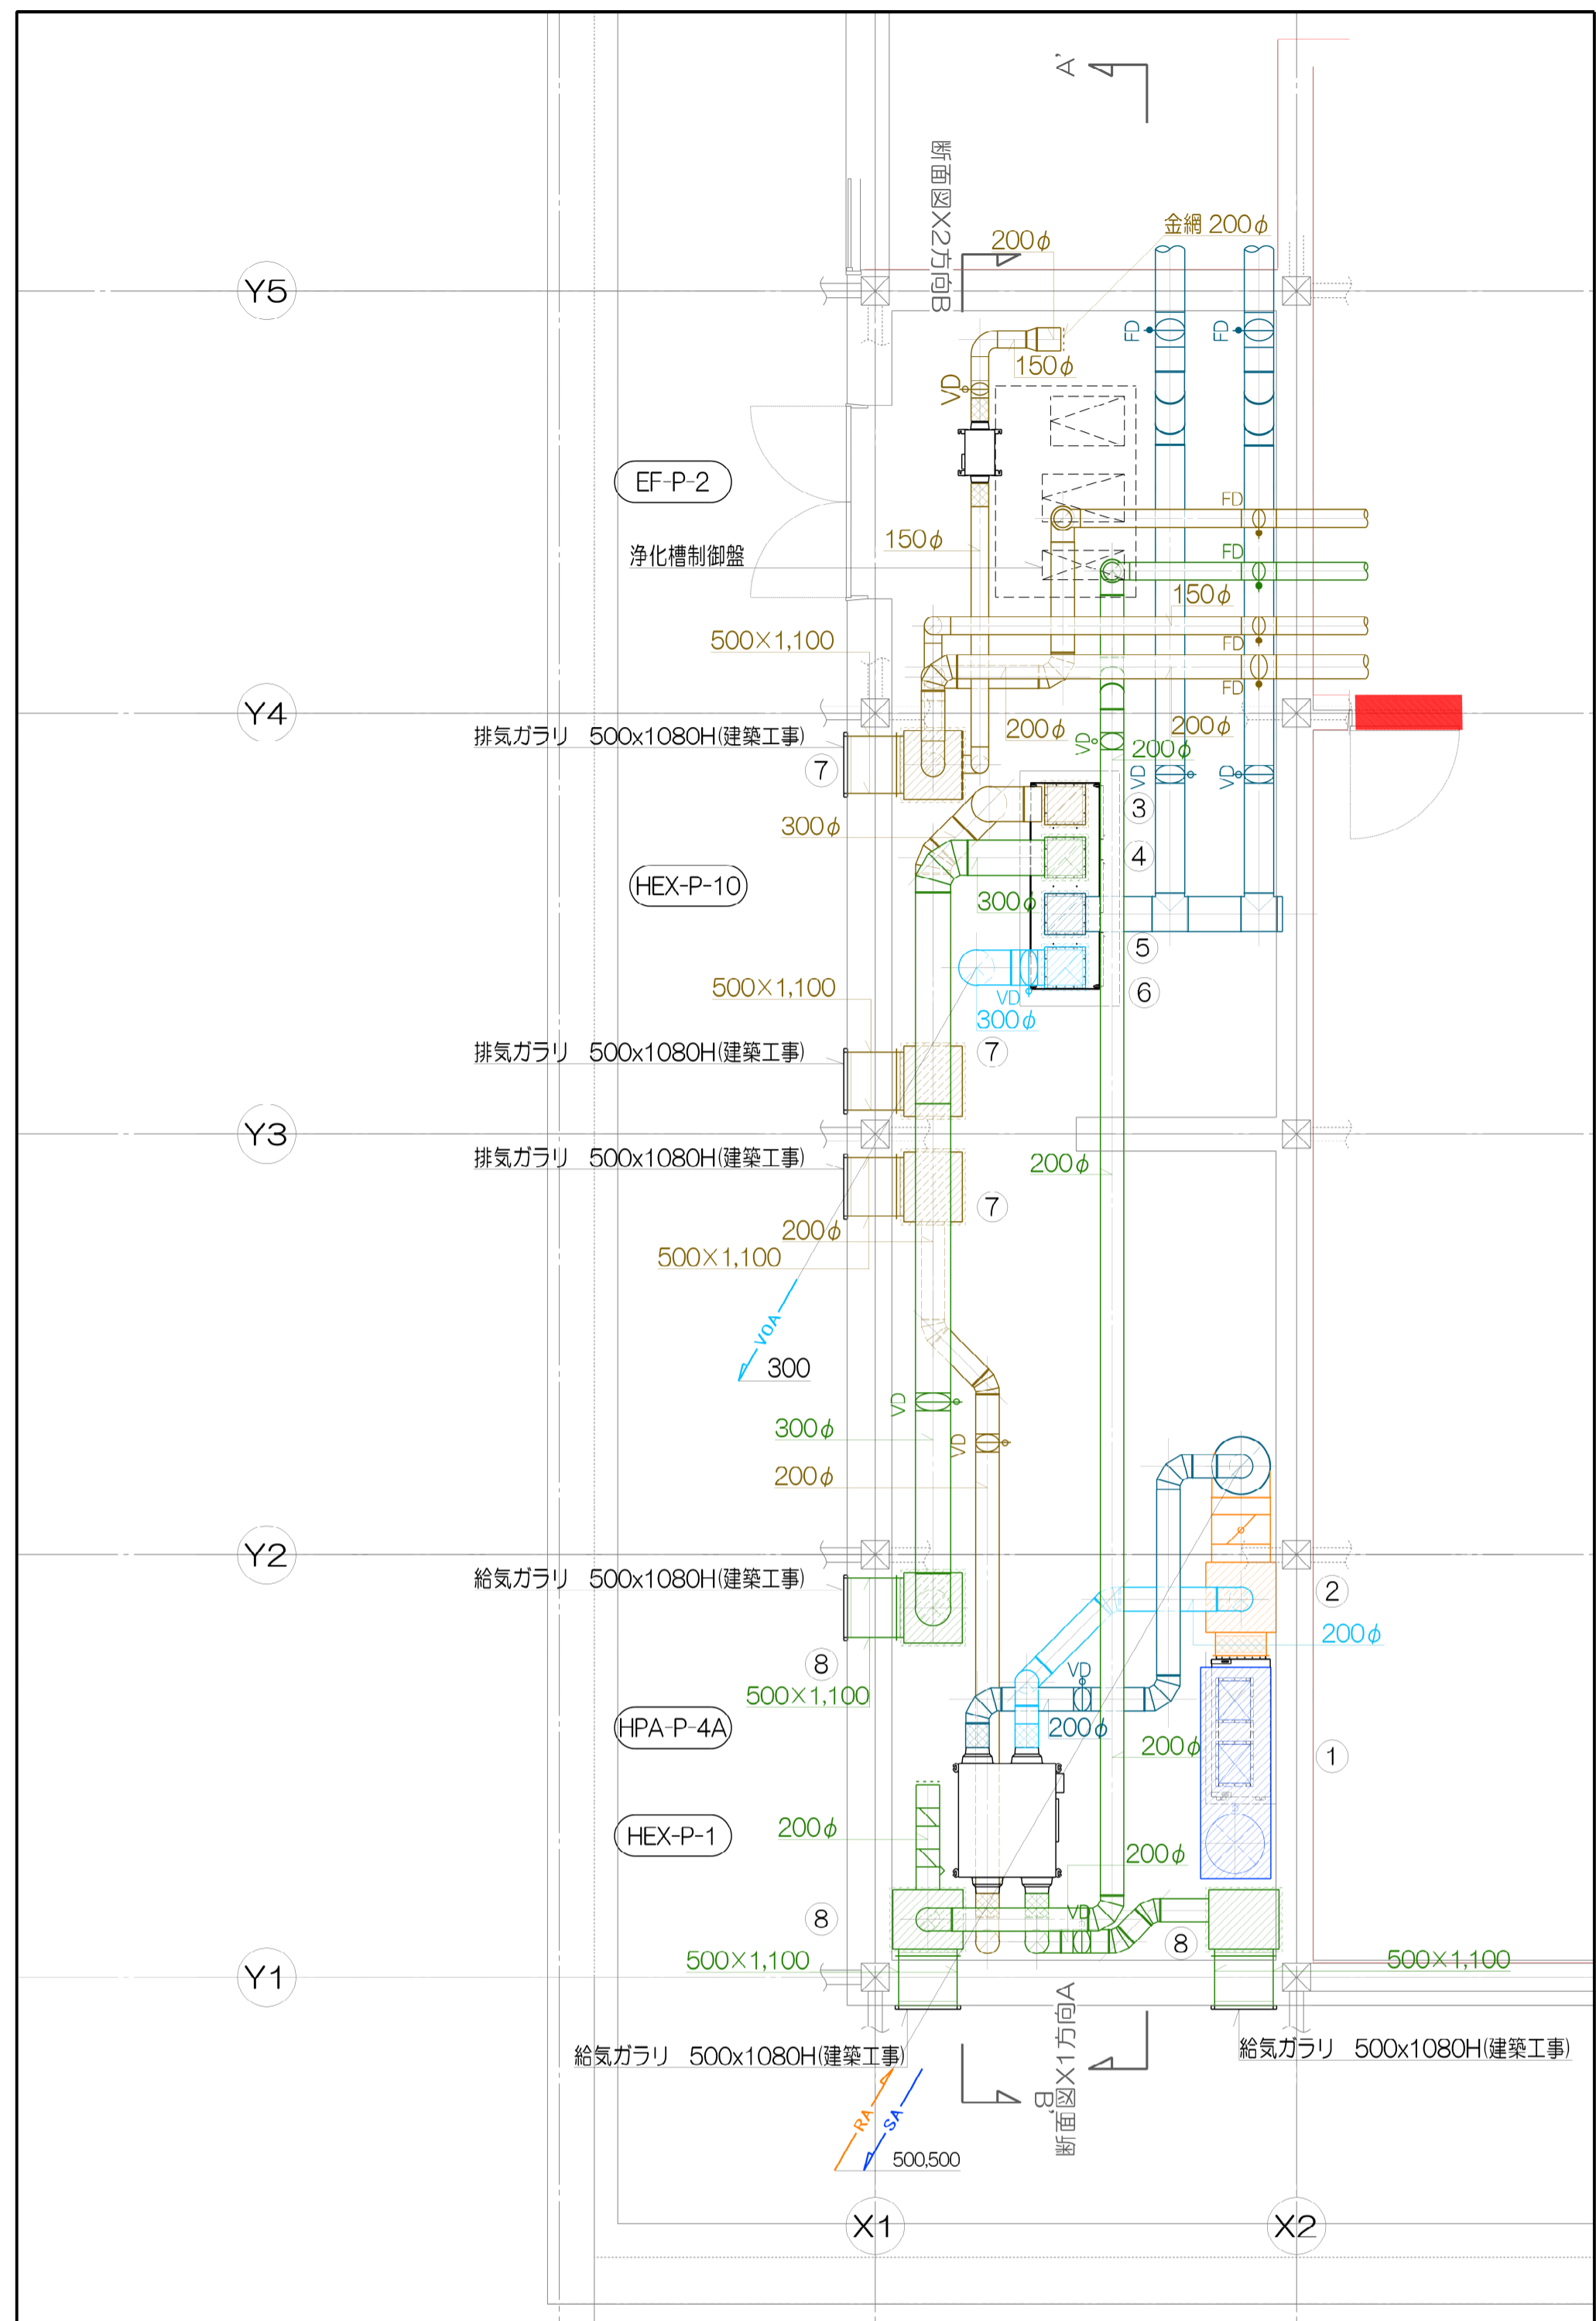 A'
断面図X2方向B
200φ
金網 200φ
Y5
FD
FD
150φ
VD
EF-P-2
FD
150φ
浄化槽制御盤
FD
150φ
500×1,100
FD
FD
Y4
排気ガラリ 500x1080H(建築工事)
200φ
200φ
VD
200φ
⑦
VD
VD
③
300φ
④
HEX-P-10
300φ
⑤
⑥
500×1,100
VD
300φ
排気ガラリ 500x1080H(建築工事)
⑦
Y3
排気ガラリ 500x1080H(建築工事)
200φ
⑦
200φ
500×1,100
VOA
300
VD
300φ
VD
200φ
Y2
給気ガラリ 500x1080H(建築工事)
②
200φ
⑧
VD
500×1,100
HPA-P-4A
200φ
200φ
①
HEX-P-1
200φ
200φ
⑧
VD
⑧
500×1,100
500×1,100
Y1
断面図X1方向A
給気ガラリ 500x1080H(建築工事)
給気ガラリ 500x1080H(建築工事)
B'
RA
SA
500,500
X1
X2